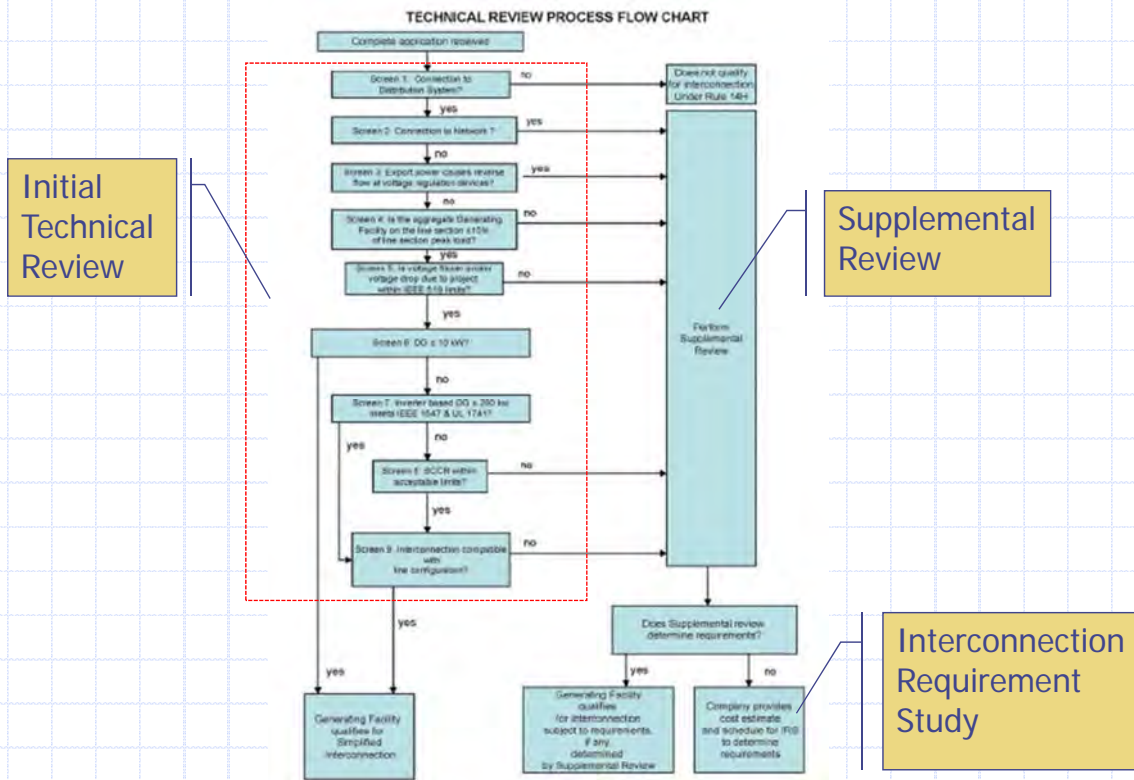 TECHNICAL REVIEW PROCESS FLOW CHART
Complete application received
Screen 1. Connection to
Distribution System?
no
Does not qualify
for interconnection
Under Rule 14H
yes
Screen 2. Connection to Network ?
yes
no
Screen 3. Export power causes reverse
flow at voltage regulation devices?
yes
no
Screen 4. Is the aggregate Generating
Facility on the line section
of line section peak load?
no
yes
Screen 5. Is voltage
voltage drop due to project
within IEEE 519 limits?
no
yes
Screen 6. DG ≤ 10 kW?
no
Screen 7. Inverter based DG
meets IEEE 1547 & UL 1741?
yes
no
Screen 8. SCCR within
acceptable limits?
no
yes
Screen 9. Interconnection compatible
with
line configuration?
no
yes
yes
Generating Facility
qualifies for
Simplified
Interconnection
Perform
Supplemental
Review
Does Supplemental review
determine requirements?
yes
no
Generating Facility
qualifies
for interconnection
subject to requirements,
if any
determined
by Supplemental Review
Company provides
cost estimate
and schedule for IRS
to determine
requirements
Initial
Technical
Review
Supplemental
Review
Interconnection
Requirement
Study